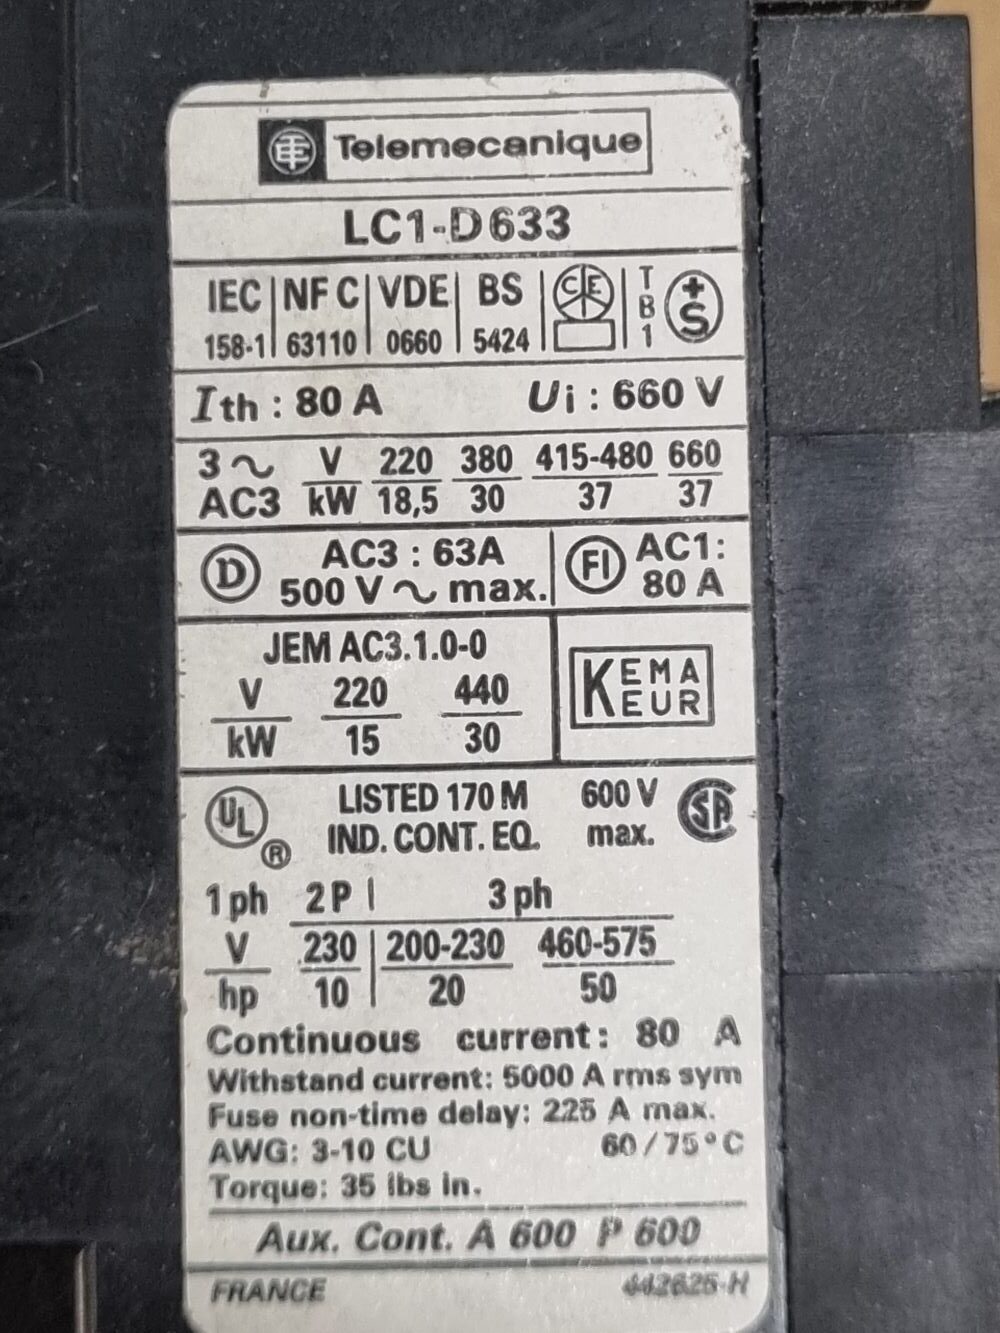 Telemecanique
LC1-D633
IEC NF C VDE BS CE T B 1 +S
158-1 63110 0660 5424
Ith : 80 A Ui : 660 V
3~ V 220 380 415-480 660
AC3 kW 18,5 30 37 37
D AC3 : 63A FI AC1:
500 V ~ max. 80 A
JEM AC3.1.0-0
V 220 440
kW 15 30
KEMA
KEUR
UL ® LISTED 170 M 600 V SA
IND. CONT. EQ. max.
1 ph 2 P 3 ph
V 230 200-230 460-575
hp 10 20 50
Continuous current: 80 A
Withstand current: 5000 A rms sym
Fuse non-time delay: 225 A max.
AWG: 3-10 CU 60/75°C
Torque: 35 lbs in.
Aux. Cont. A 600 P 600
FRANCE 442625-H